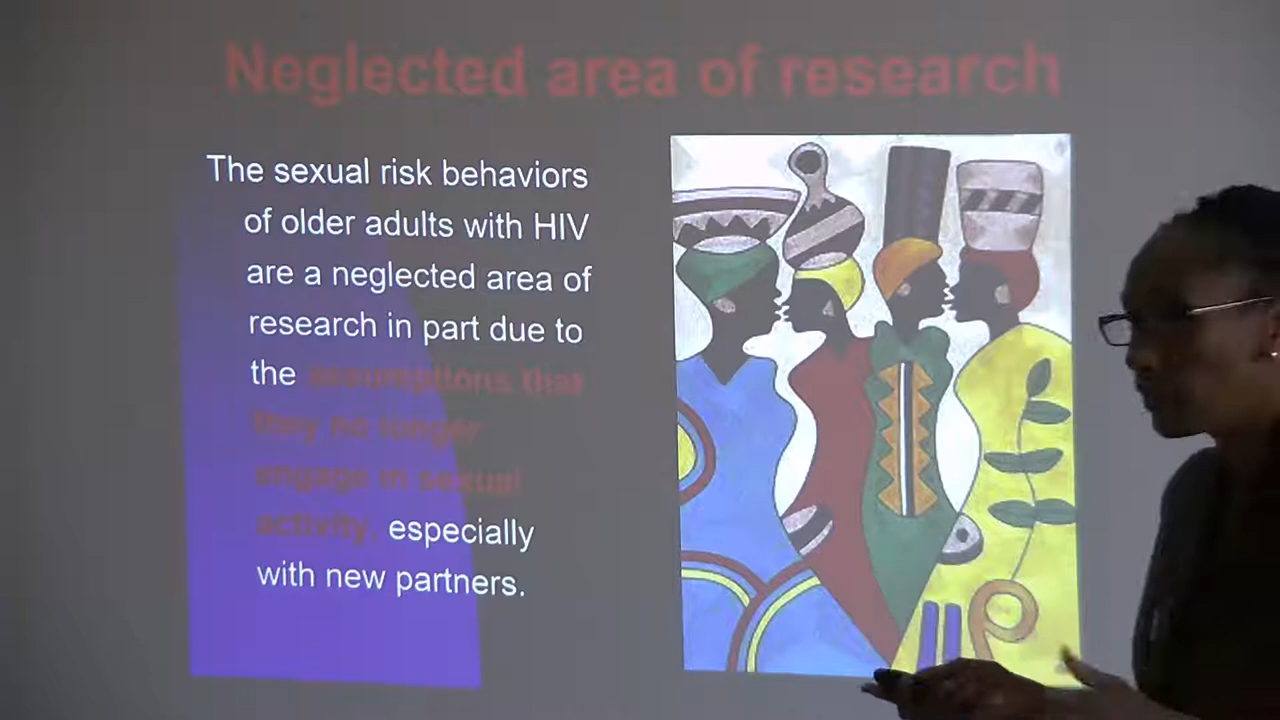 Neglected area of research
The sexual risk behaviors
of older adults with HIV
are a neglected area of
research in part due to
the assumptions that
they no longer
engage in sexual
activity, especially
with new partners.